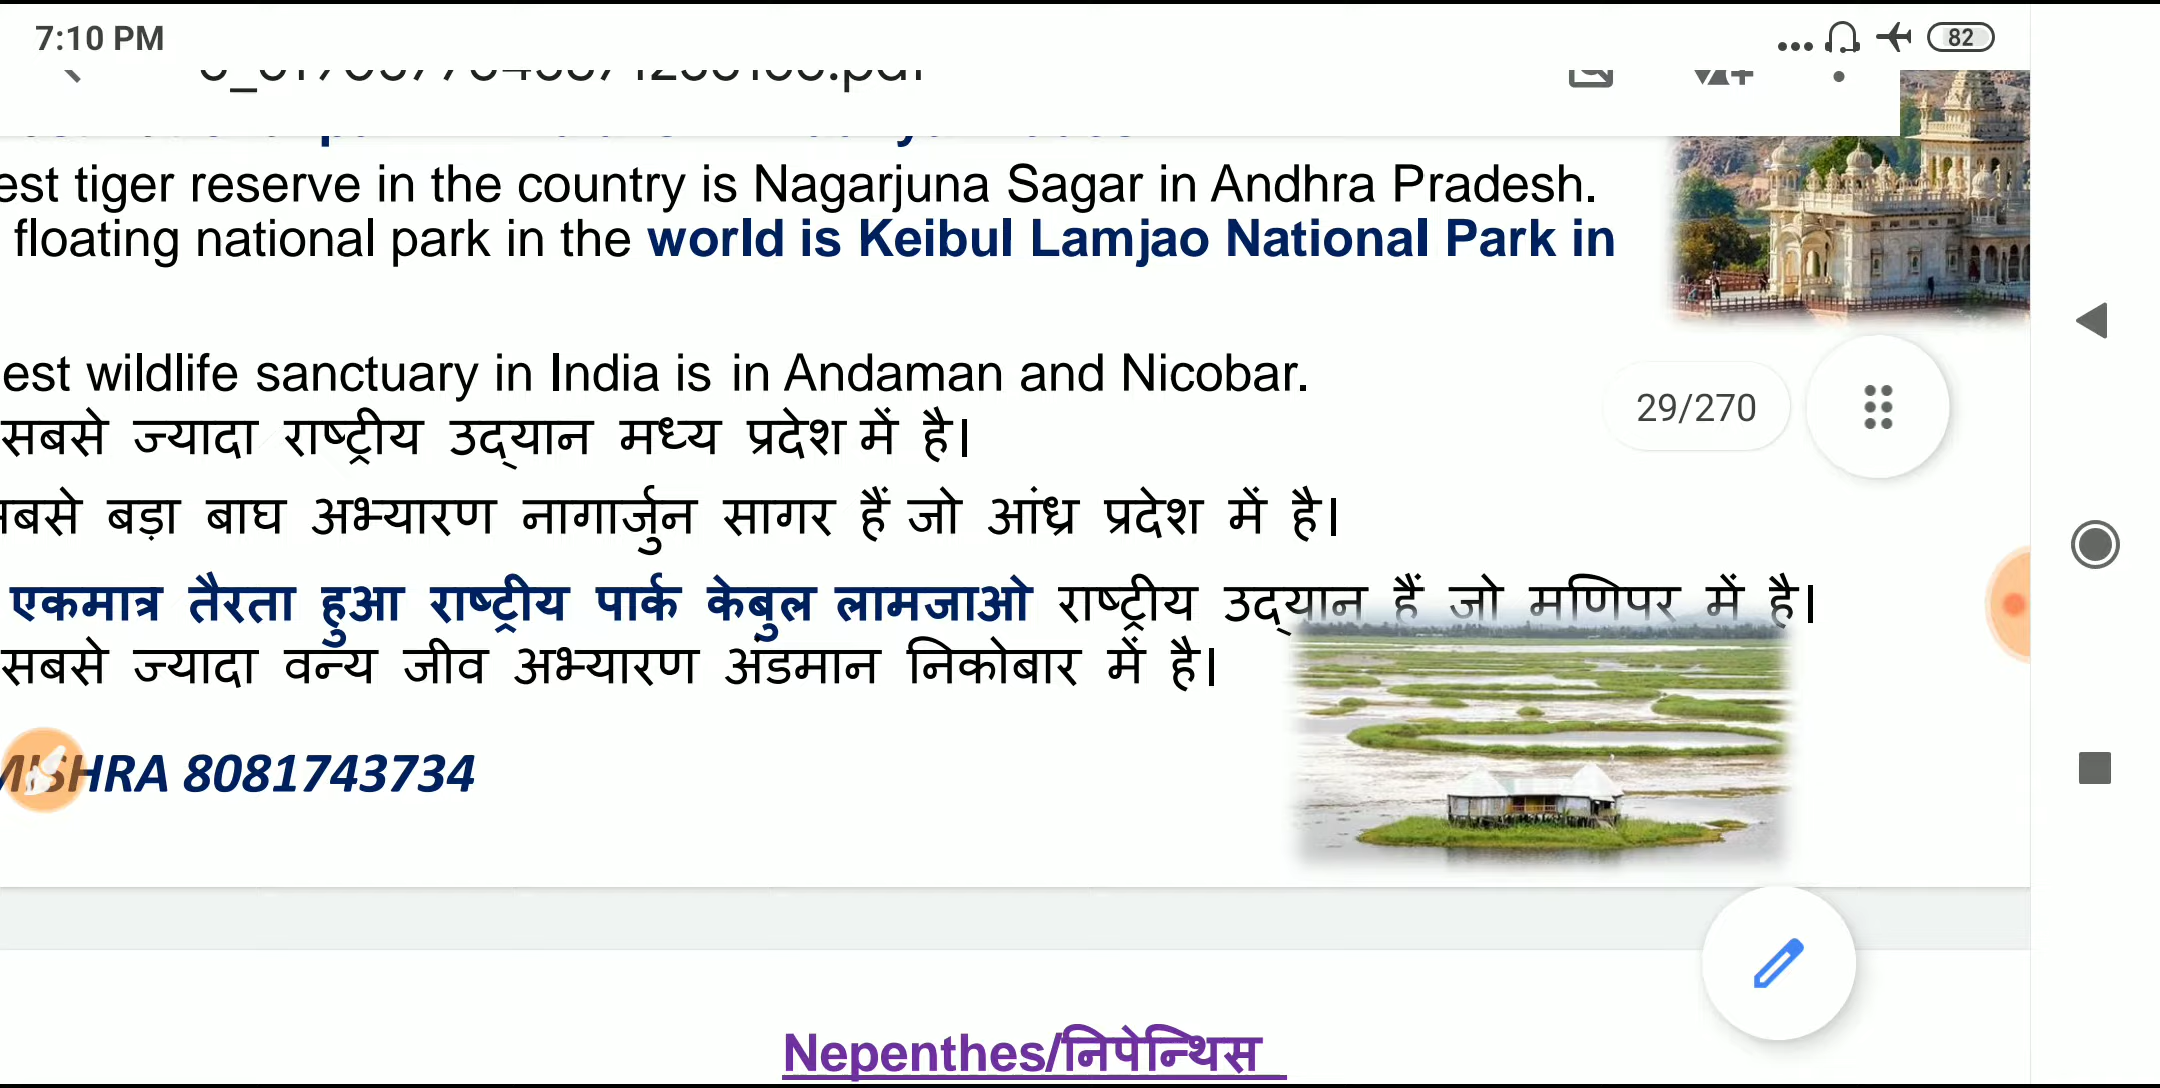 7:10 PM
82
est tiger reserve in the country is Nagarjuna Sagar in Andhra Pradesh.
floating national park in the world is Keibul Lamjao National Park in
est wildlife sanctuary in India is in Andaman and Nicobar.
29/270
सबसे ज्यादा राष्ट्रीय उद्यान मध्य प्रदेश में है।
सबसे बड़ा बाघ अभ्यारण नागार्जुन सागर हैं जो आंध्र प्रदेश में है।
एकमात्र तैरता हुआ राष्ट्रीय पार्क केबुल लामजाओ राष्ट्रीय उद्यान हैं जो मणिपुर में है।
सबसे ज्यादा वन्य जीव अभ्यारण अंडमान निकोबार में है।
MISHRA 8081743734
Nepenthes/निपेन्थिस